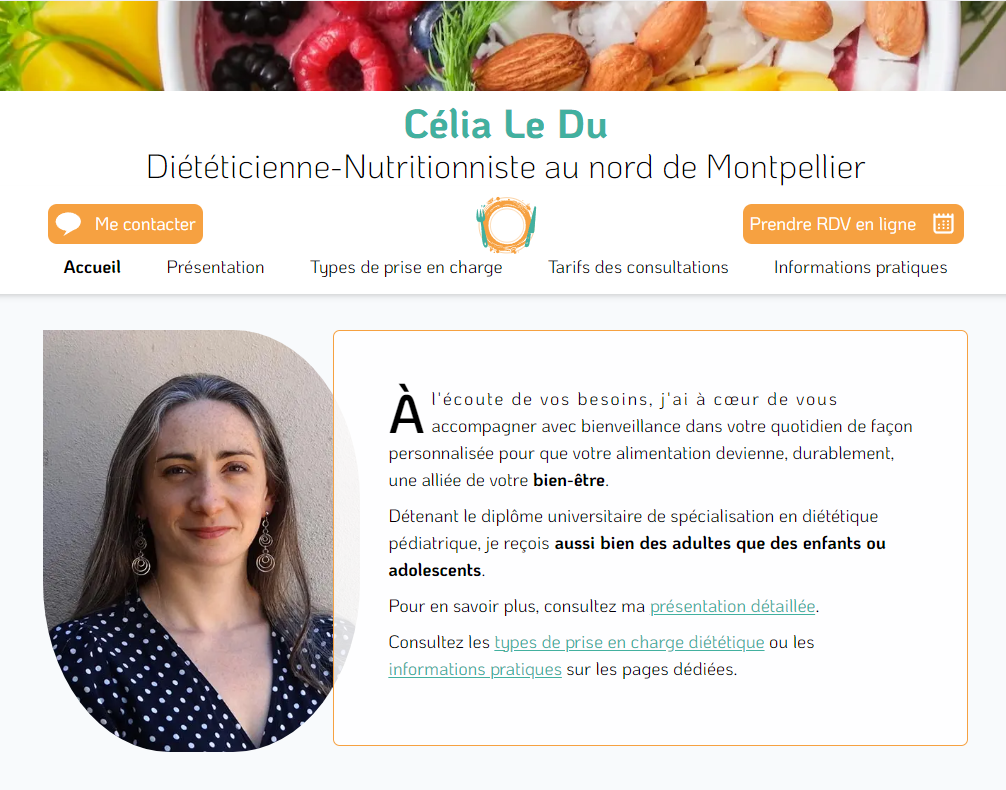 Célia Le Du
Diététicienne-Nutritionniste au nord de Montpellier
Me contacter
Prendre RDV en ligne
Accueil
Présentation
Types de prise en charge
Tarifs des consultations
Informations pratiques
À l'écoute de vos besoins, j'ai à cœur de vous
accompagner avec bienveillance dans votre quotidien de façon
personnalisée pour que votre alimentation devienne, durablement,
une alliée de votre bien-être.
Détenant le diplôme universitaire de spécialisation en diététique
pédiatrique, je reçois aussi bien des adultes que des enfants ou
adolescents.
Pour en savoir plus, consultez ma présentation détaillée.
Consultez les types de prise en charge diététique ou les
informations pratiques sur les pages dédiées.